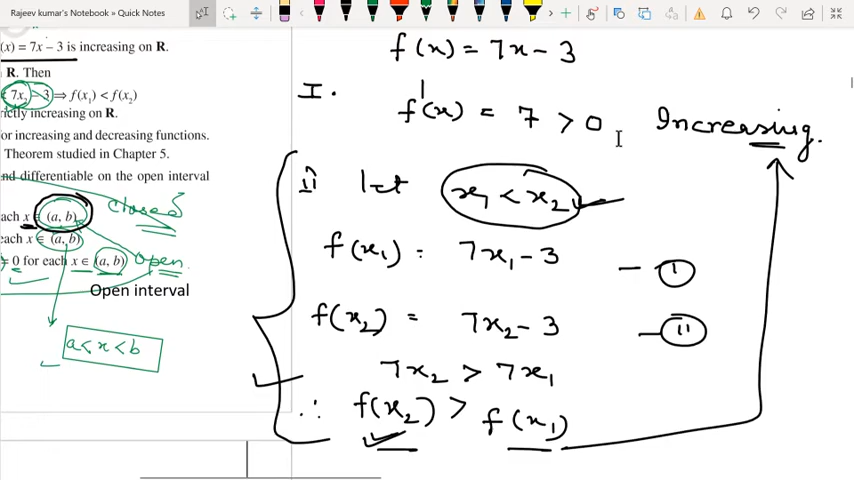 Rajeev kumar's Notebook » Quick Notes
(x) = 7x – 3 is increasing on R.
R. Then
7x₂ – 3 ⇒ f(x₁) < f(x₂)
ctly increasing on R.
or increasing and decreasing functions.
Theorem studied in Chapter 5.
nd differentiable on the open interval
ach x ∈ (a, b)
closed
each x ∈ (a, b)
= 0 for each x ∈ (a, b)
Open
Open interval
a < x < b
f(x) = 7x – 3
I.
f'(x) = 7 > 0
Increasing.
II let x₁ < x₂
f(x₁) = 7x₁ – 3 — I
f(x₂) = 7x₂ – 3 — II
7x₂ > 7x₁
∴ f(x₂) > f(x₁)